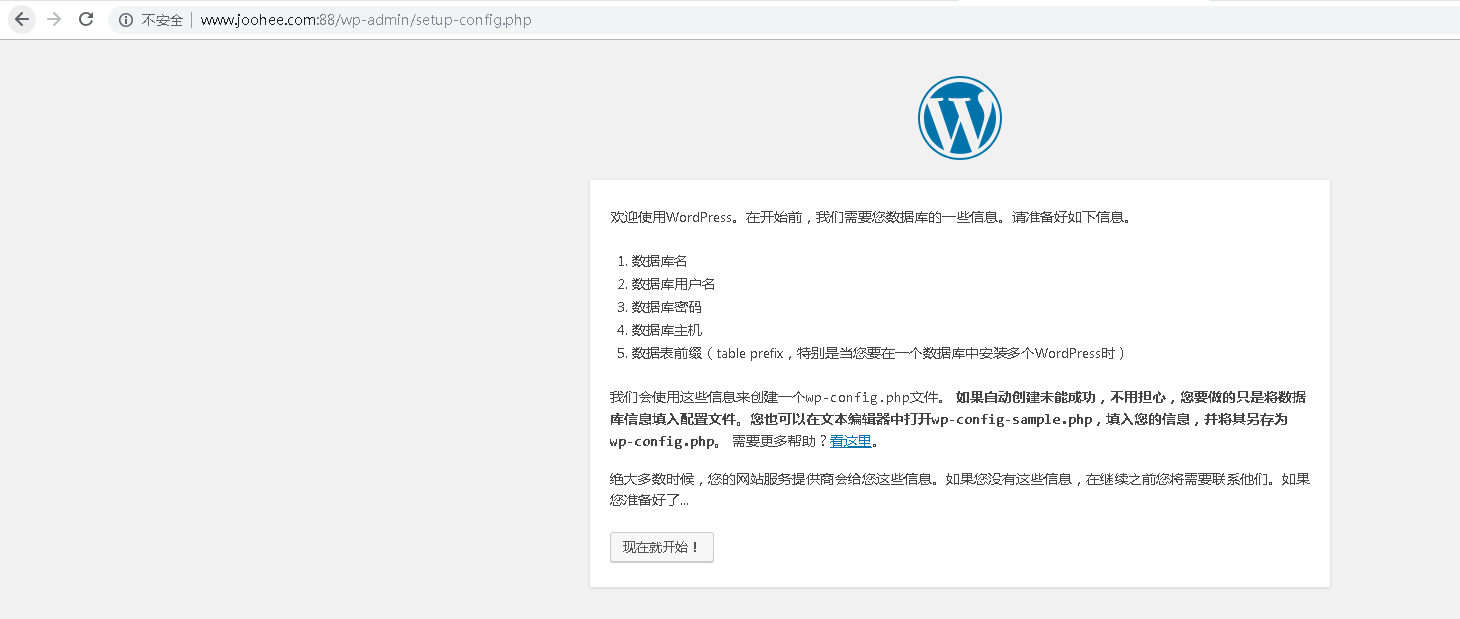 不安全 | www.joohee.com:88/wp-admin/setup-config.php
欢迎使用WordPress。在开始前，我们需要您数据库的一些信息。请准备好如下信息。
1. 数据库名
2. 数据库用户名
3. 数据库密码
4. 数据库主机
5. 数据表前缀（table prefix，特别是当您要在一个数据库中安装多个WordPress时）
我们会使用这些信息来创建一个wp-config.php文件。 如果自动创建未能成功，不用担心，您要做的只是将数据
库信息填入配置文件。您也可以在文本编辑器中打开wp-config-sample.php，填入您的信息，并将其另存为
wp-config.php。 需要更多帮助？看这里。
绝大多数时候，您的网站服务提供商会给您这些信息。如果您没有这些信息，在继续之前您将需要联系他们。如果
您准备好了...
现在就开始！